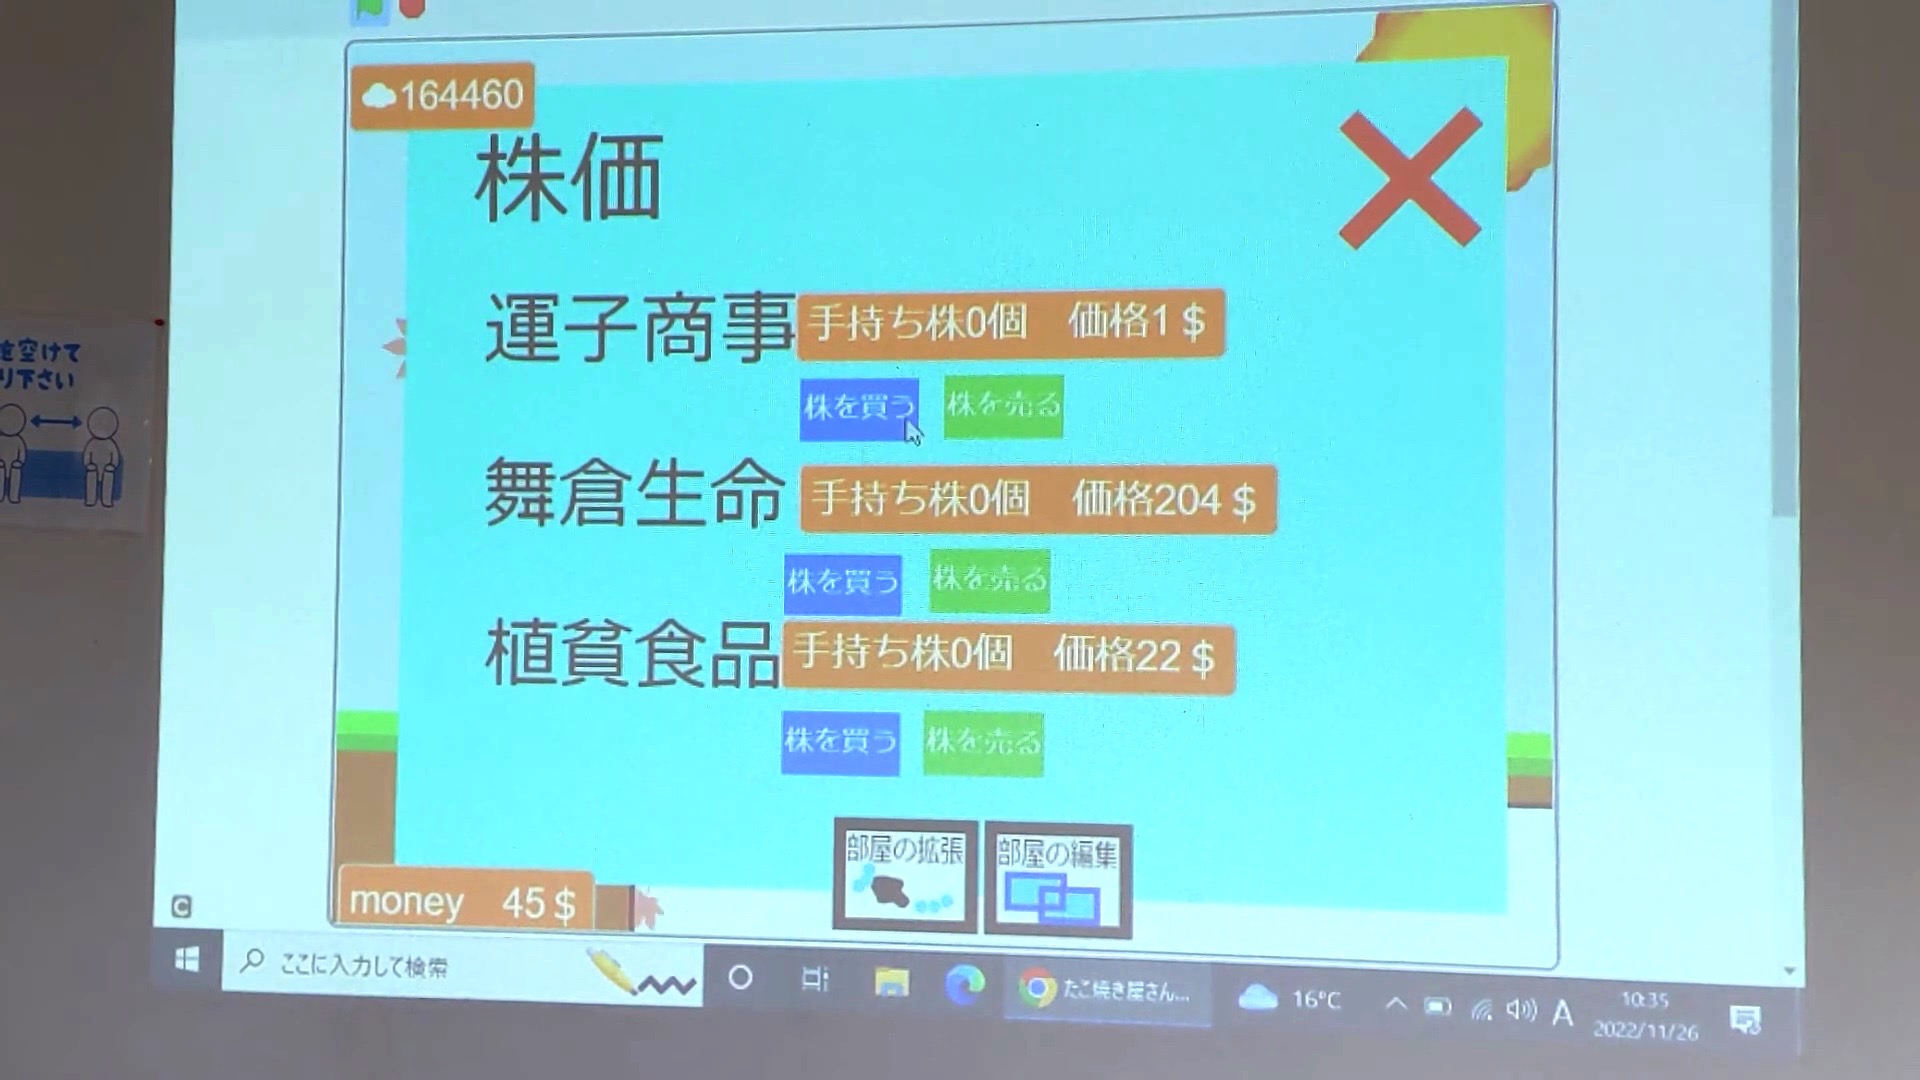 164460
株価
運子商事 手持ち株0個 価格1$
株を買う 株を売る
舞倉生命 手持ち株0個 価格204$
株を買う 株を売る
植貧食品 手持ち株0個 価格22$
株を買う 株を売る
部屋の拡張 部屋の編集
money 45$
ここに入力して検索
たこ焼き屋さん...
16°C
A
10:35
2022/11/26
を空けて
り下さい